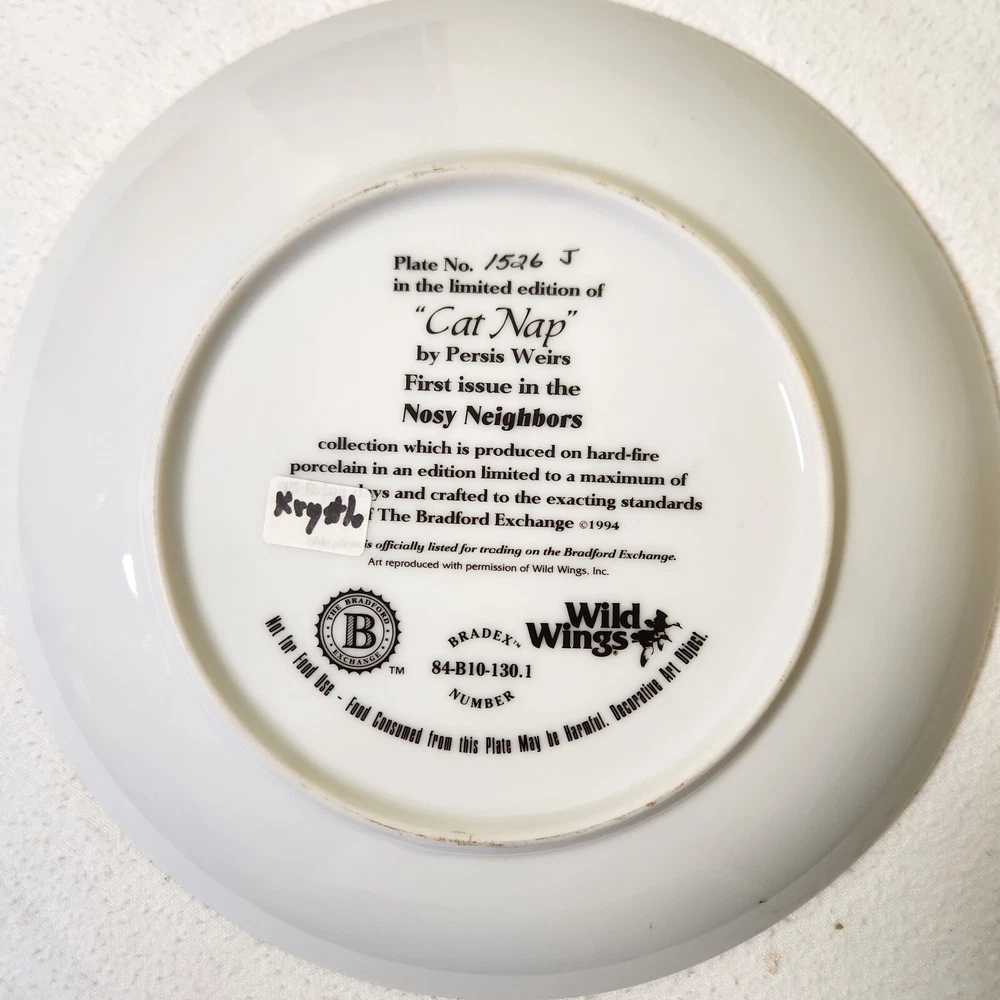 Plate No. 1526 J
in the limited edition of
"Cat Nap"
by Persis Weirs
First issue in the
Nosy Neighbors
collection which is produced on hard-fire
porcelain in an edition limited to a maximum of
ys and crafted to the exacting standards
Krystle
f The Bradford Exchange ©1994
is officially listed for trading on the Bradford Exchange.
Art reproduced with permission of Wild Wings, Inc.
THE BRADFORD
B
EXCHANGE
TM
BRADEX™
84-B10-130.1
NUMBER
Wild
Wings®
Not For Food Use - Food Consumed from this Plate May be Harmful. Decorative Art Object.